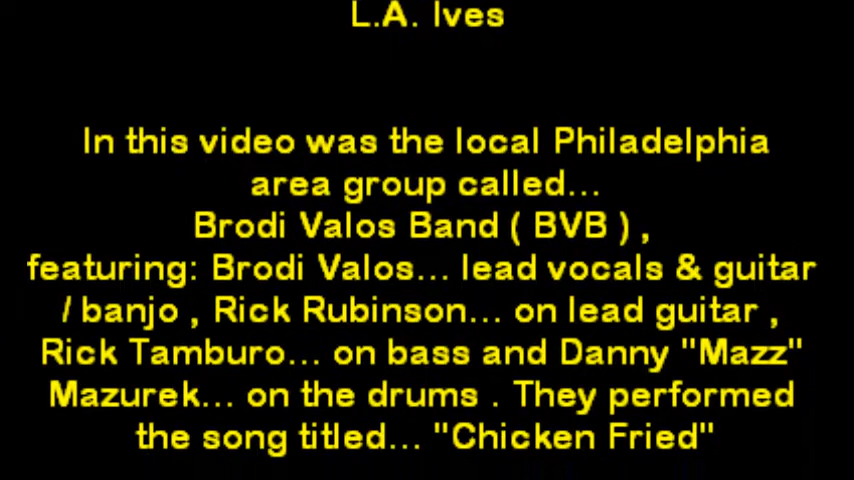 L.A. Ives
In this video was the local Philadelphia
area group called...
Brodi Valos Band ( BVB ) ,
featuring: Brodi Valos... lead vocals & guitar
/ banjo , Rick Rubinson... on lead guitar ,
Rick Tamburo... on bass and Danny "Mazz"
Mazurek... on the drums . They performed
the song titled... "Chicken Fried"